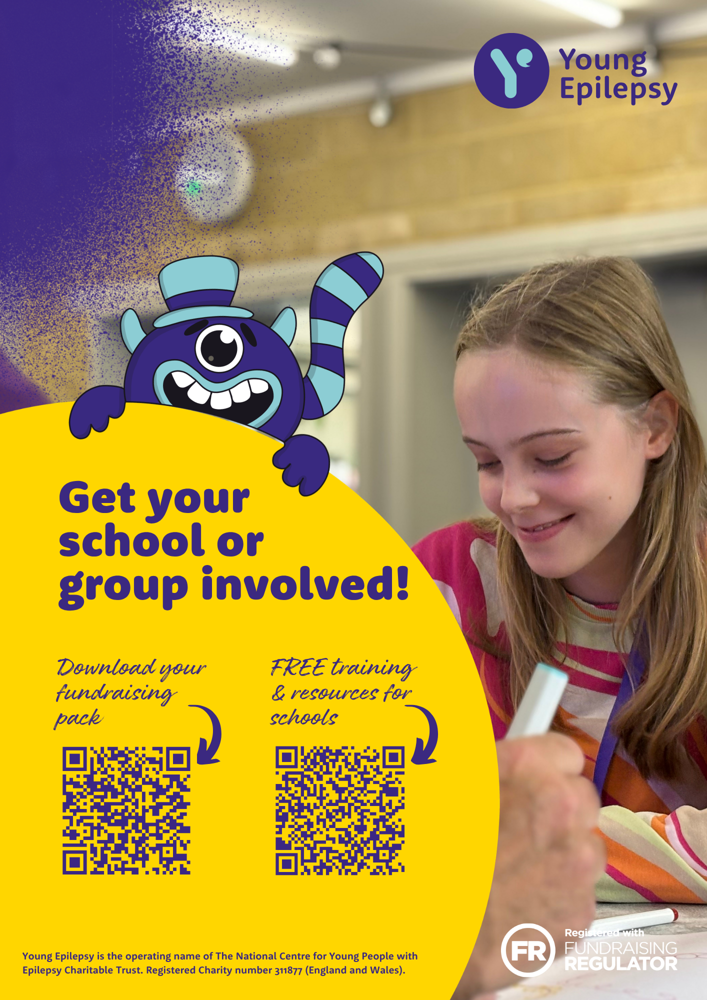 Young
Epilepsy
Get your
school or
group involved!
Download your
fundraising
pack
FREE training
& resources for
schools
Young Epilepsy is the operating name of The National Centre for Young People with
Epilepsy Charitable Trust. Registered Charity number 311877 (England and Wales).
FR
Registered with
FUNDRAISING
REGULATOR